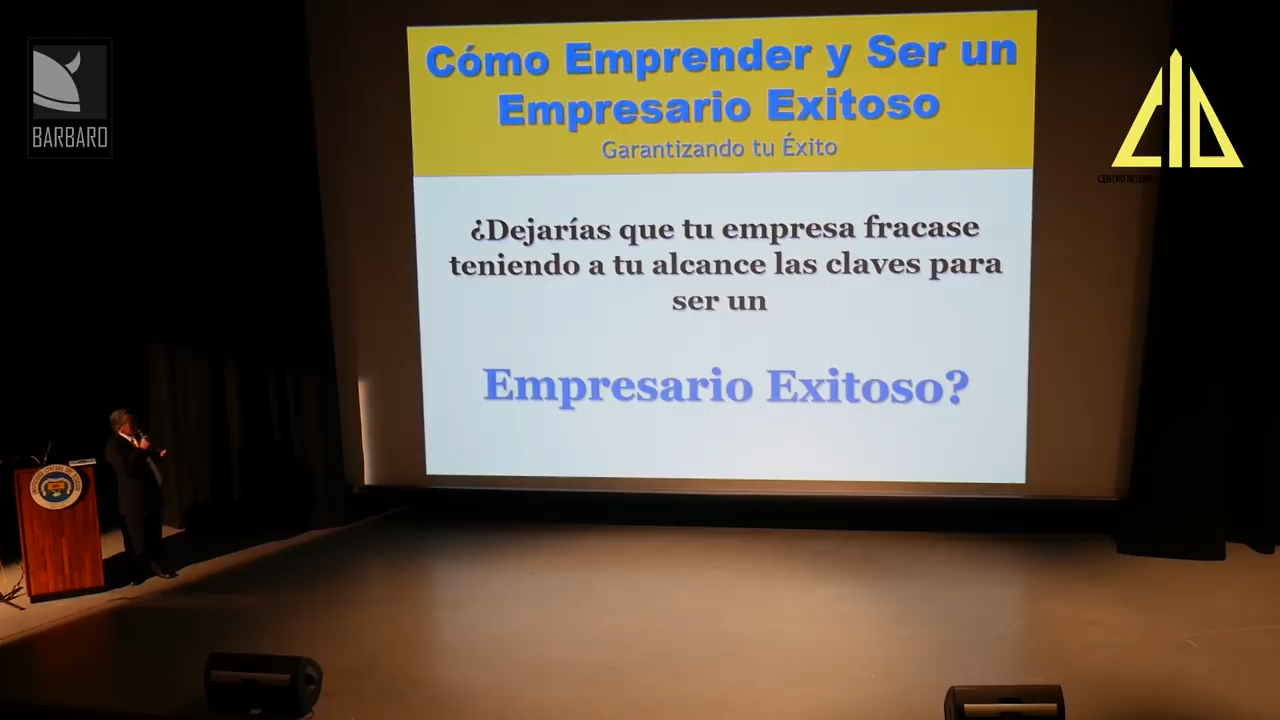 BARBARO
Cómo Emprender y Ser un
Empresario Exitoso
Garantizando tu Éxito
¿Dejarías que tu empresa fracase
teniendo a tu alcance las claves para
ser un
Empresario Exitoso?
CID